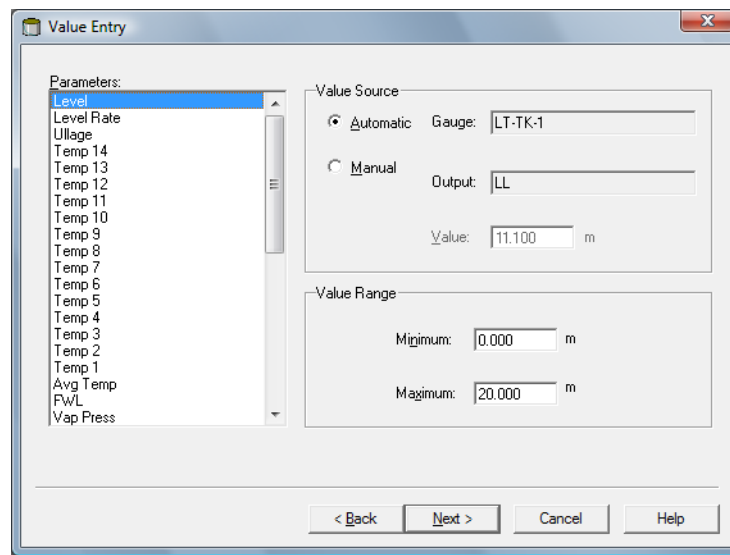 Value Entry
Parameters:
Level
Level Rate
Ullage
Temp 14
Temp 13
Temp 12
Temp 11
Temp 10
Temp 9
Temp 8
Temp 7
Temp 6
Temp 5
Temp 4
Temp 3
Temp 2
Temp 1
Avg Temp
FWL
Vap Press
Value Source
Automatic Gauge: LT-TK-1
Manual
Output: LL
Value: 11.100 m
Value Range
Minimum: 0.000 m
Maximum: 20.000 m
< Back Next > Cancel Help